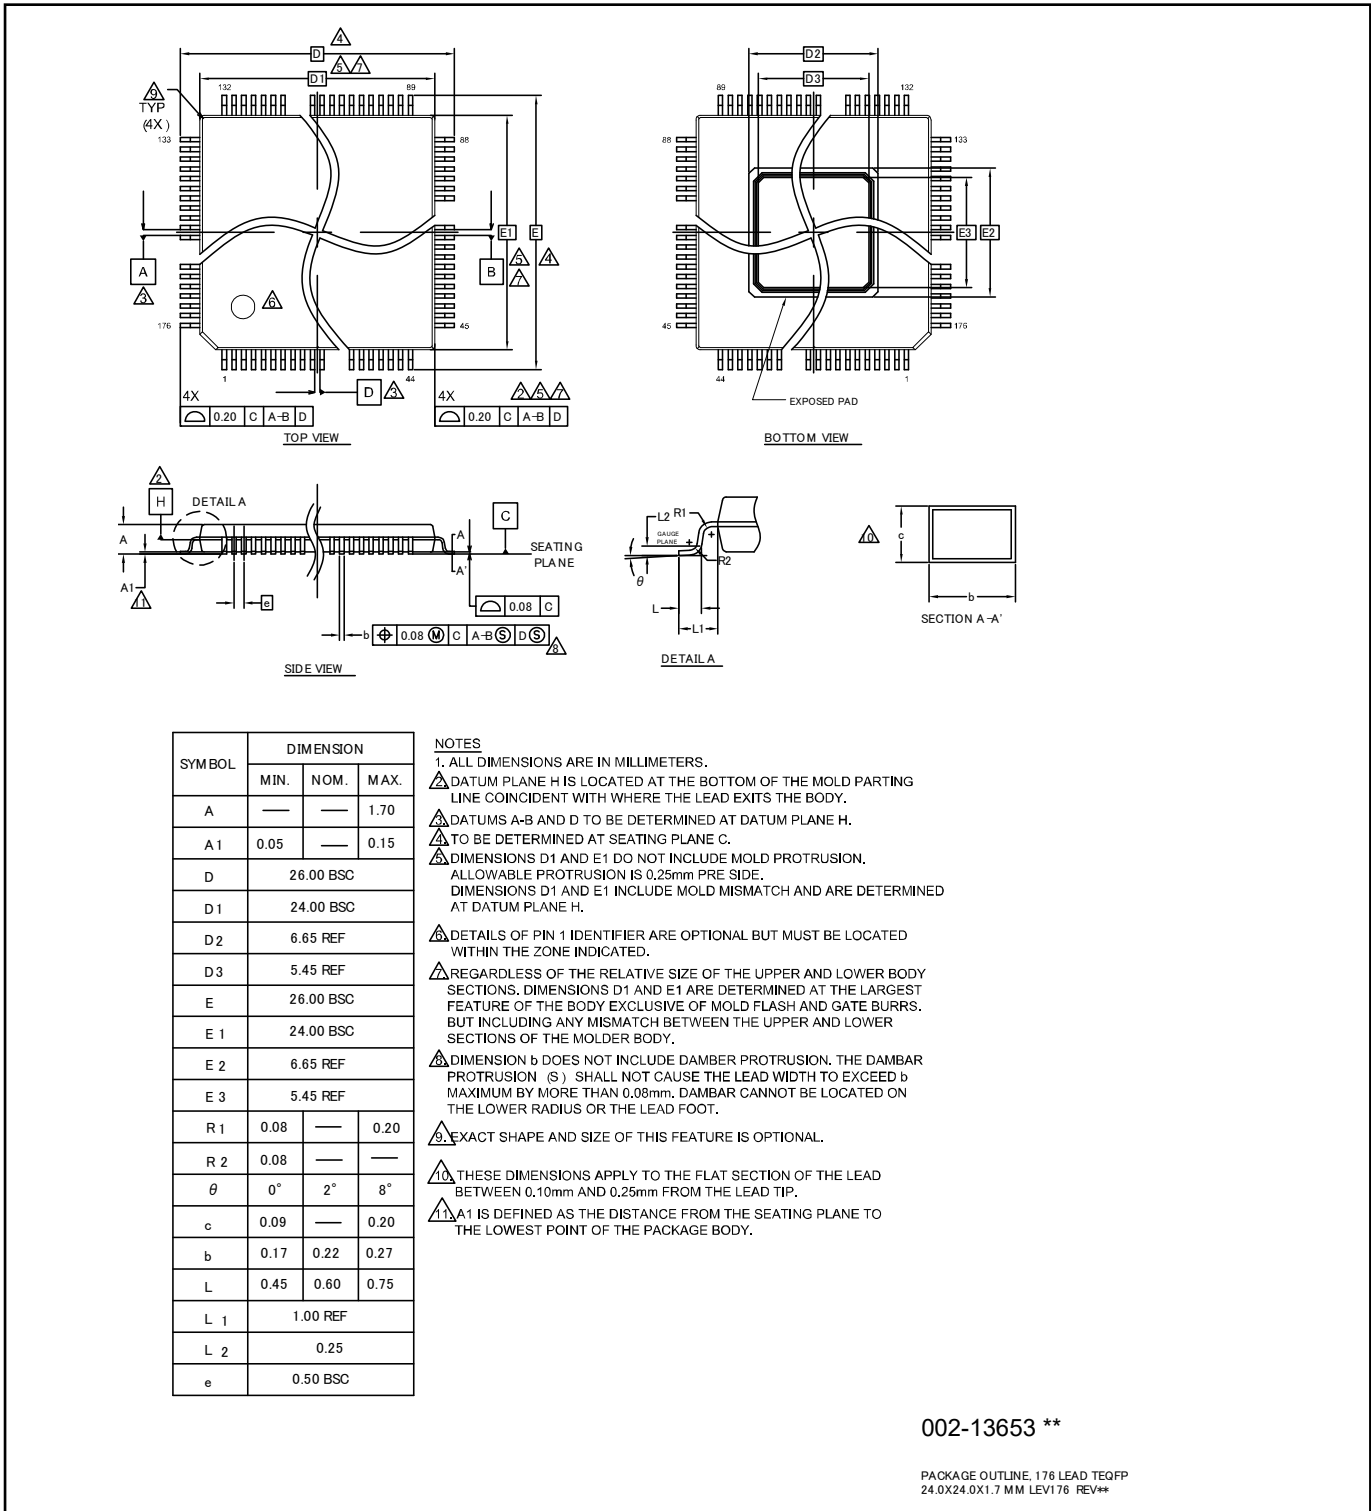 4
D
5 7
D1
9
TYP
(4X)
132
89
133
88
E1
E
A
B
3
5
4
7
6
176
45
1
44
D
3
4X
4X
2 5 7
0.20 C A-B D
0.20 C A-B D
TOP VIEW
D2
D3
89
132
88
133
E3
E2
45
176
44
1
EXPOSED PAD
BOTTOM VIEW
2
H
DETAIL A
C
A
A
A'
SEATING
PLANE
A1
11
e
0.08 C
b
0.08 M C A-B S D S
8
SIDE VIEW
L2
R1
GAUGE
PLANE
R2
θ
L
L1
DETAIL A
10
c
b
SECTION A-A'
SYMBOL DIMENSION
MIN. NOM. MAX.
A — — 1.70
A1 0.05 — 0.15
D 26.00 BSC
D1 24.00 BSC
D2 6.65 REF
D3 5.45 REF
E 26.00 BSC
E1 24.00 BSC
E2 6.65 REF
E3 5.45 REF
R1 0.08 — 0.20
R2 0.08 — —
θ 0° 2° 8°
c 0.09 — 0.20
b 0.17 0.22 0.27
L 0.45 0.60 0.75
L 1 1.00 REF
L 2 0.25
e 0.50 BSC
NOTES
1. ALL DIMENSIONS ARE IN MILLIMETERS.
2. DATUM PLANE H IS LOCATED AT THE BOTTOM OF THE MOLD PARTING
LINE COINCIDENT WITH WHERE THE LEAD EXITS THE BODY.
3. DATUMS A-B AND D TO BE DETERMINED AT DATUM PLANE H.
4. TO BE DETERMINED AT SEATING PLANE C.
5. DIMENSIONS D1 AND E1 DO NOT INCLUDE MOLD PROTRUSION.
ALLOWABLE PROTRUSION IS 0.25mm PRE SIDE.
DIMENSIONS D1 AND E1 INCLUDE MOLD MISMATCH AND ARE DETERMINED
AT DATUM PLANE H.
6. DETAILS OF PIN 1 IDENTIFIER ARE OPTIONAL BUT MUST BE LOCATED
WITHIN THE ZONE INDICATED.
7. REGARDLESS OF THE RELATIVE SIZE OF THE UPPER AND LOWER BODY
SECTIONS. DIMENSIONS D1 AND E1 ARE DETERMINED AT THE LARGEST
FEATURE OF THE BODY EXCLUSIVE OF MOLD FLASH AND GATE BURRS.
BUT INCLUDING ANY MISMATCH BETWEEN THE UPPER AND LOWER
SECTIONS OF THE MOLDER BODY.
8. DIMENSION b DOES NOT INCLUDE DAMBER PROTRUSION. THE DAMBAR
PROTRUSION (S) SHALL NOT CAUSE THE LEAD WIDTH TO EXCEED b
MAXIMUM BY MORE THAN 0.08mm. DAMBAR CANNOT BE LOCATED ON
THE LOWER RADIUS OR THE LEAD FOOT.
9. EXACT SHAPE AND SIZE OF THIS FEATURE IS OPTIONAL.
10. THESE DIMENSIONS APPLY TO THE FLAT SECTION OF THE LEAD
BETWEEN 0.10mm AND 0.25mm FROM THE LEAD TIP.
11. A1 IS DEFINED AS THE DISTANCE FROM THE SEATING PLANE TO
THE LOWEST POINT OF THE PACKAGE BODY.
002-13653 **
PACKAGE OUTLINE, 176 LEAD TEQFP
24.0X24.0X1.7 MM LEV176 REV**